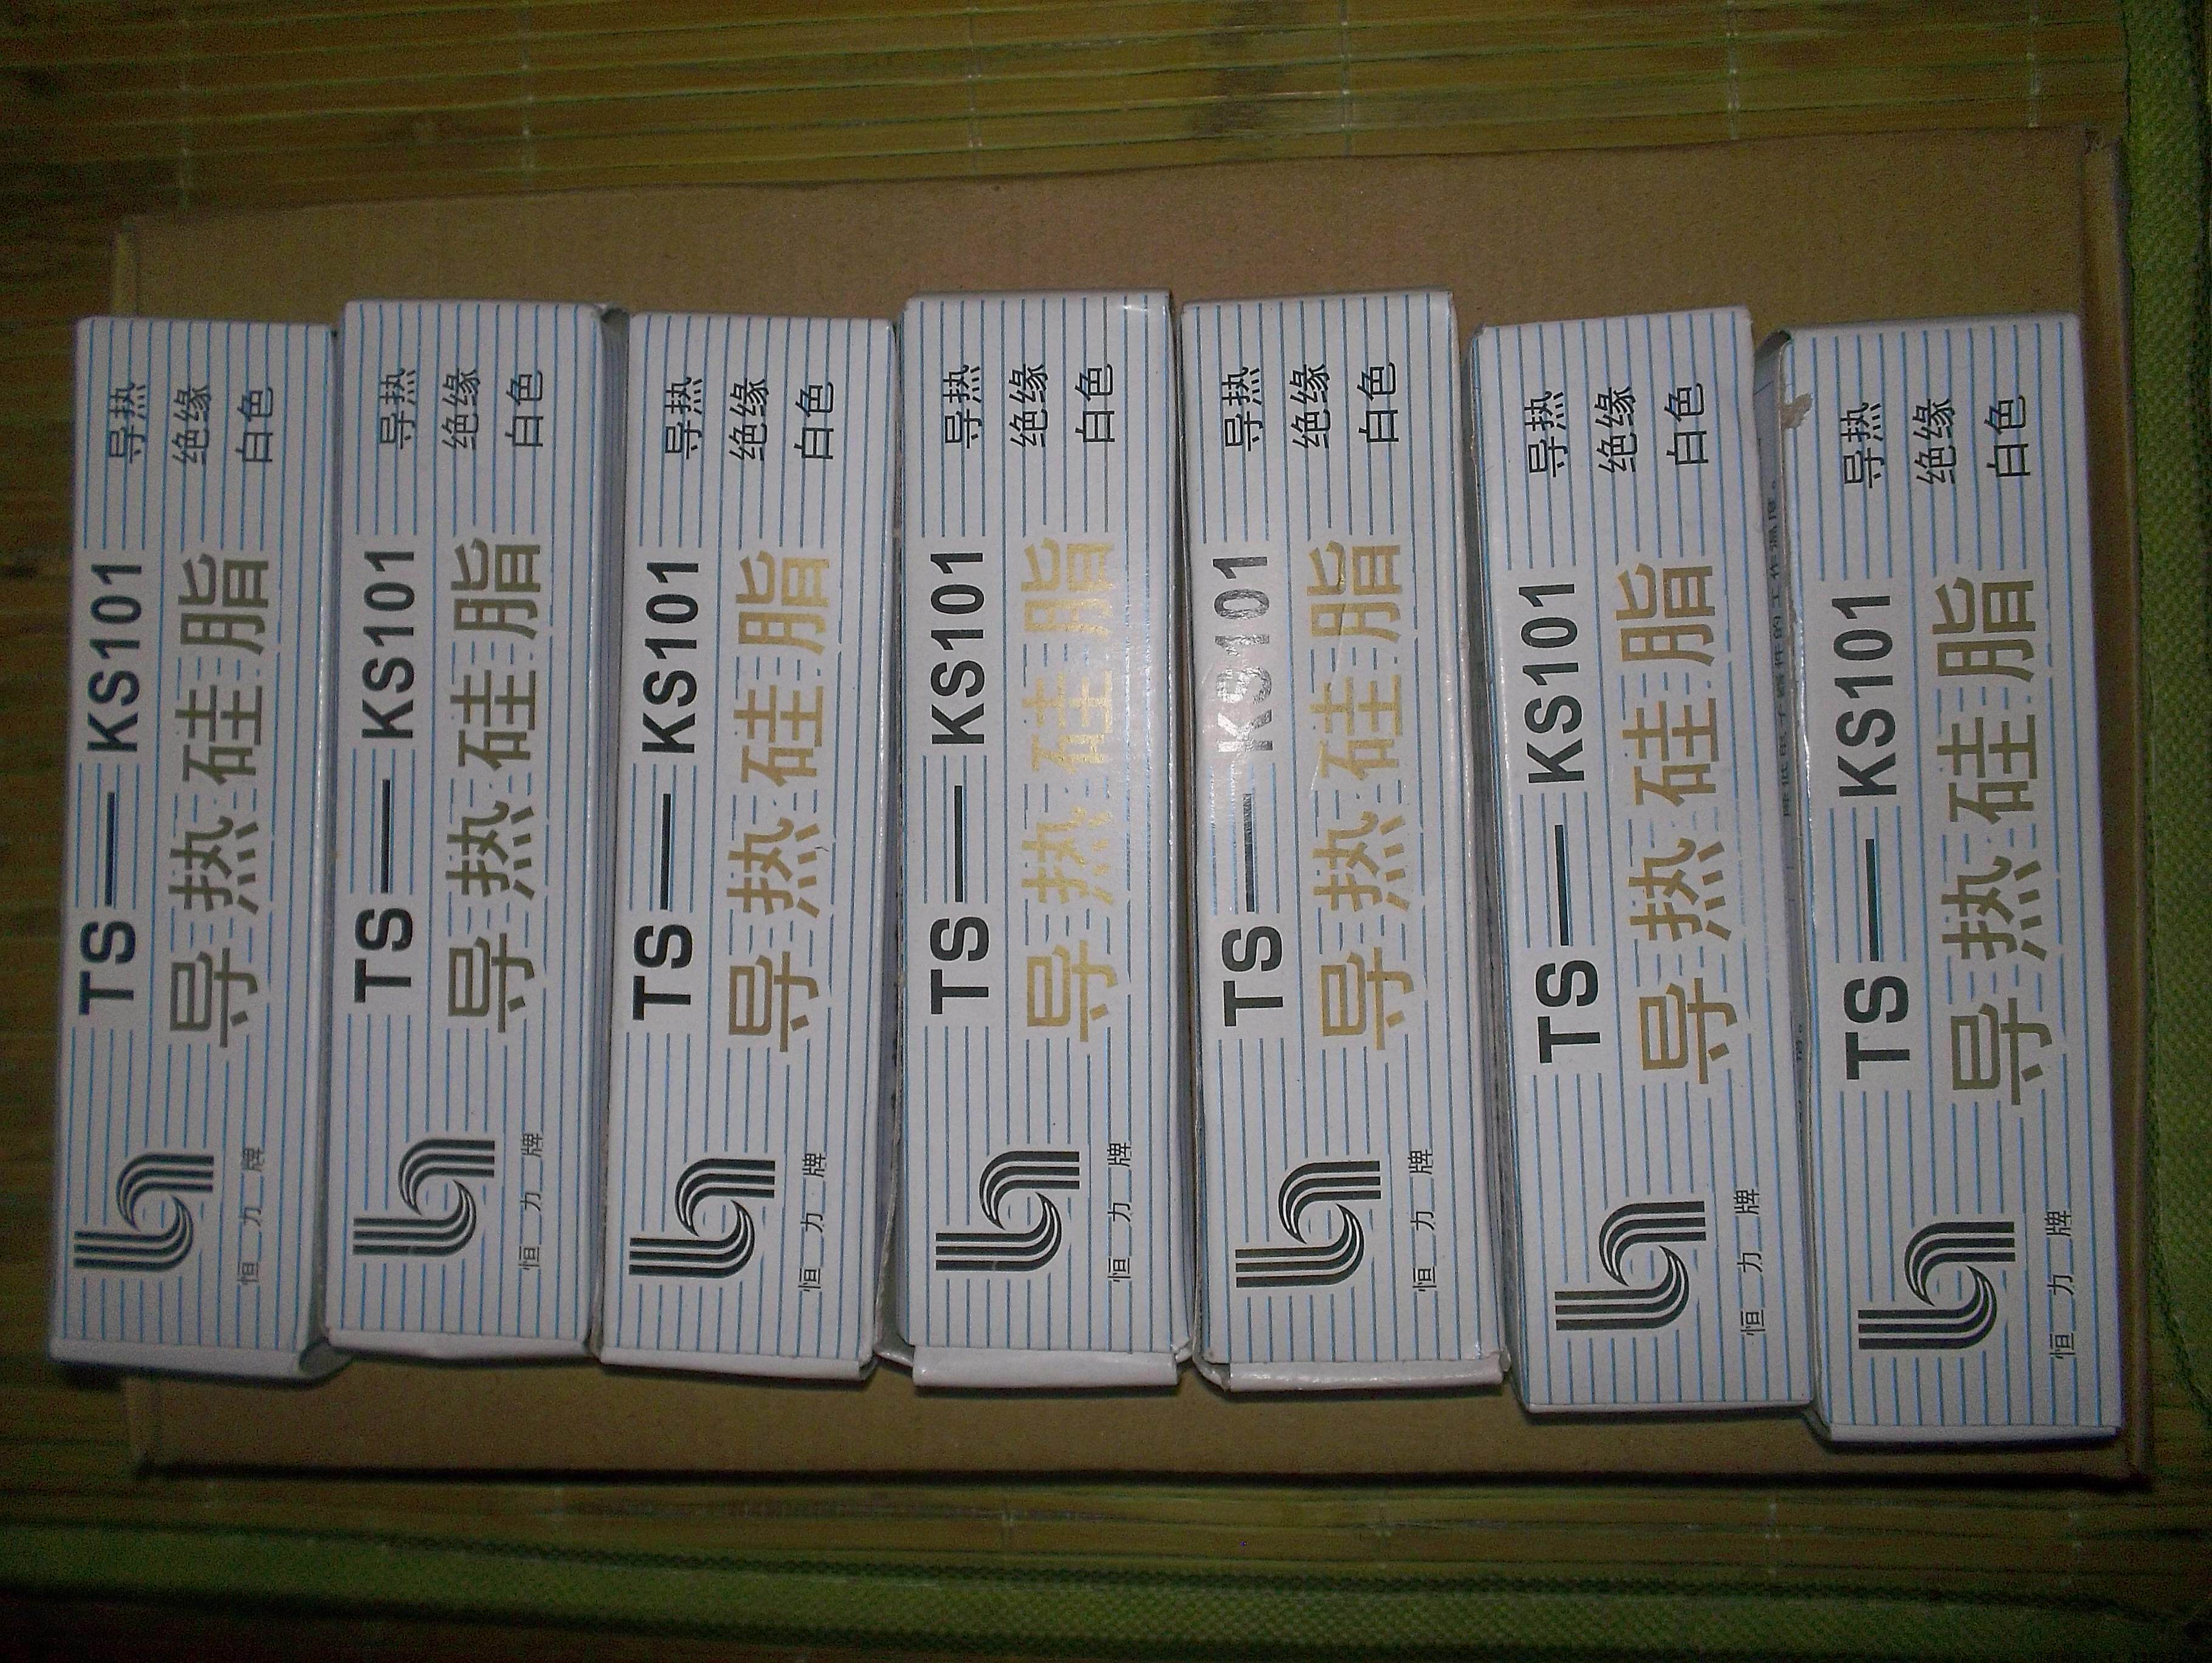 TS—KS101
导热硅脂
导热
绝缘
白色
恒力牌
TS—KS101
导热硅脂
导热
绝缘
白色
恒力牌
TS—KS101
导热硅脂
导热
绝缘
白色
恒力牌
TS—KS101
导热硅脂
导热
绝缘
白色
恒力牌
TS—KS101
导热硅脂
导热
绝缘
白色
恒力牌
TS—KS101
导热硅脂
导热
绝缘
白色
恒力牌
TS—KS101
导热硅脂
导热
绝缘
白色
恒力牌